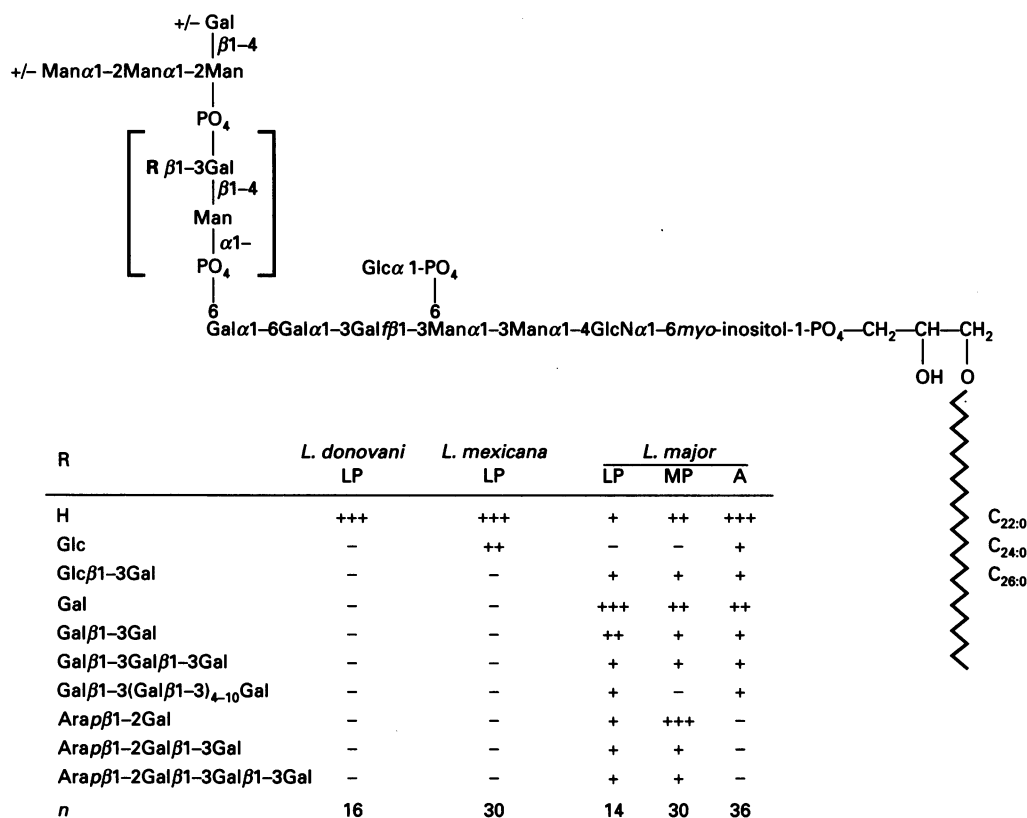 +/– Gal
β1–4
+/– Manα1–2Manα1–2Man
PO₄
R β1–3Gal
β1–4
Man
α1–
PO₄
Glcα 1-PO₄
6
6
Galα1–6Galα1–3Galfβ1–3Manα1–3Manα1–4GlcNα1–6myo-inositol-1-PO₄—CH₂—CH—CH₂
OH O
R L. donovani L. mexicana L. major
LP LP LP MP A
H +++ +++ + ++ +++ C₂₂:₀
Glc – ++ – – + C₂₄:₀
Glcβ1–3Gal – – + + + C₂₆:₀
Gal – – +++ ++ ++
Galβ1–3Gal – – ++ + +
Galβ1–3Galβ1–3Gal – – + + +
Galβ1–3(Galβ1–3)₄₋₁₀Gal – – + – +
Arapβ1–2Gal – – + +++ –
Arapβ1–2Galβ1–3Gal – – + + –
Arapβ1–2Galβ1–3Galβ1–3Gal – – + + –
n 16 30 14 30 36